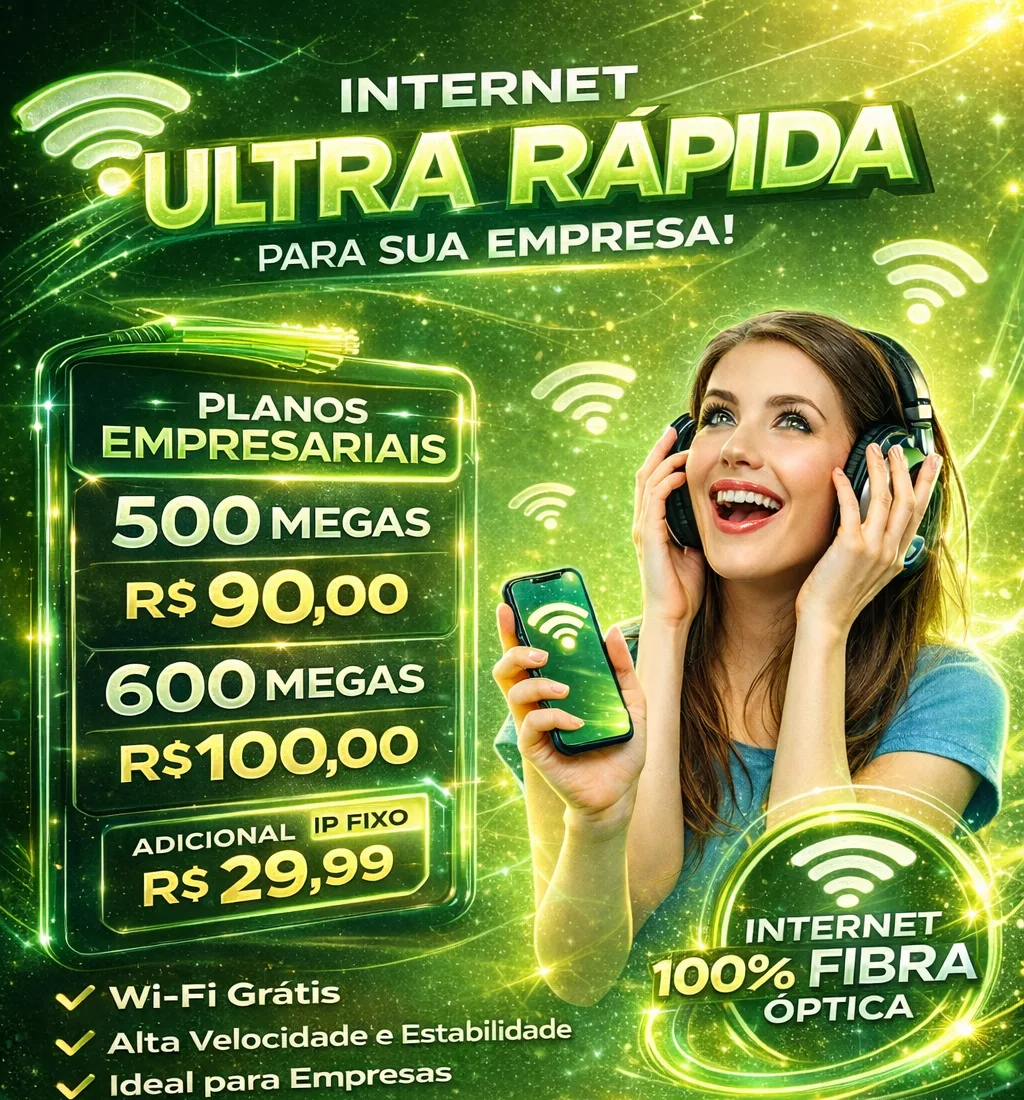 INTERNET
ULTRA RÁPIDA
PARA SUA EMPRESA!
PLANOS
EMPRESARIAIS
500 MEGAS
R$ 90,00
600 MEGAS
R$ 100,00
ADICIONAL IP FIXO
R$ 29,99
Wi-Fi Grátis
Alta Velocidade e Estabilidade
Ideal para Empresas
INTERNET
100% FIBRA
ÓPTICA